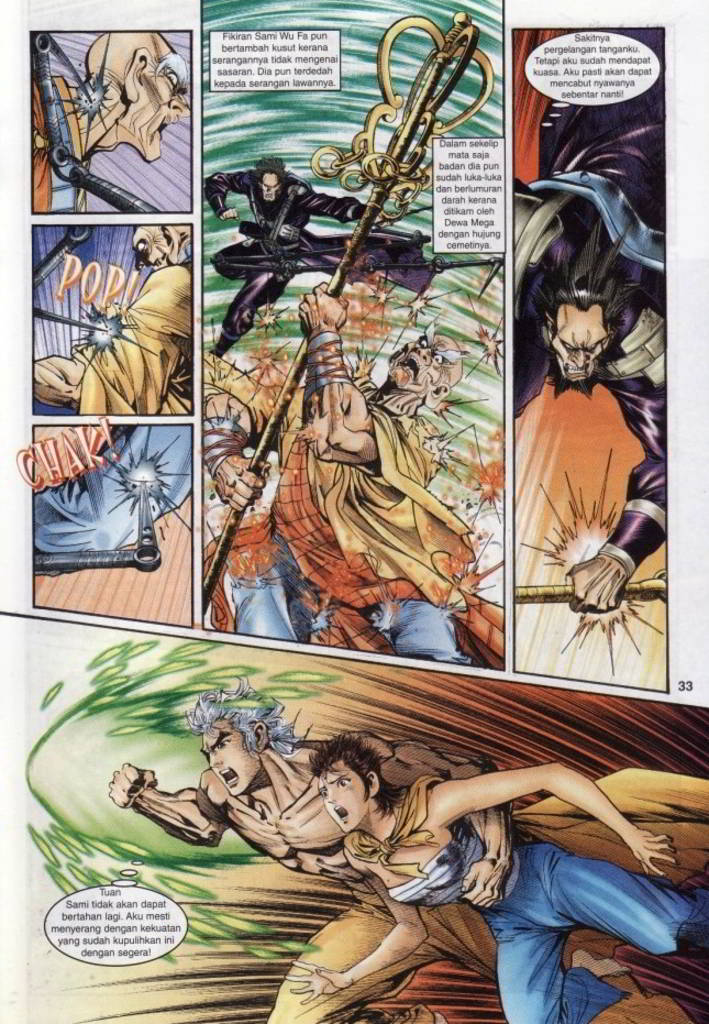 POP!
CHAK!
Fikiran Sami Wu Fa pun
bertambah kusut kerana
serangannya tidak mengenai
sasaran. Dia pun terdedah
kepada serangan lawannya.
Dalam sekelip
mata saja
badan dia pun
sudah luka-luka
dan berlumuran
darah kerana
ditikam oleh
Dewa Mega
dengan hujung
cemetinya.
Sakitnya
pergelangan tanganku.
Tetapi aku sudah mendapat
kuasa. Aku pasti akan dapat
mencabut nyawanya
sebentar nanti!
33
Tuan
Sami tidak akan dapat
bertahan lagi. Aku mesti
menyerang dengan kekuatan
yang sudah kupulihkan ini
dengan segera!